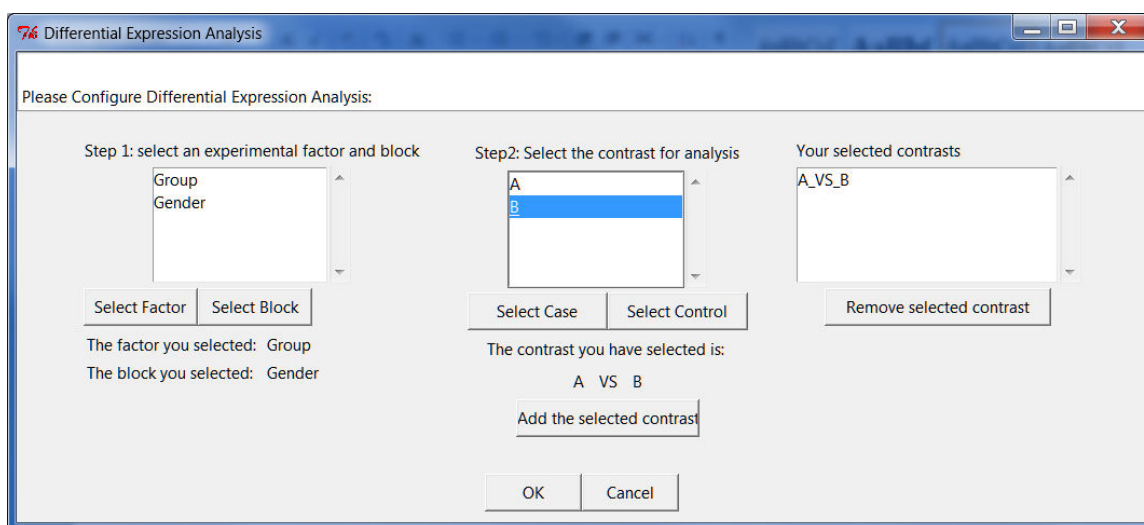 Differential Expression Analysis
Please Configure Differential Expression Analysis:
Step 1: select an experimental factor and block
Group
Gender
Select Factor
Select Block
The factor you selected: Group
The block you selected: Gender
Step2: Select the contrast for analysis
A
B
Select Case
Select Control
The contrast you have selected is:
A VS B
Add the selected contrast
Your selected contrasts
A_VS_B
Remove selected contrast
OK
Cancel